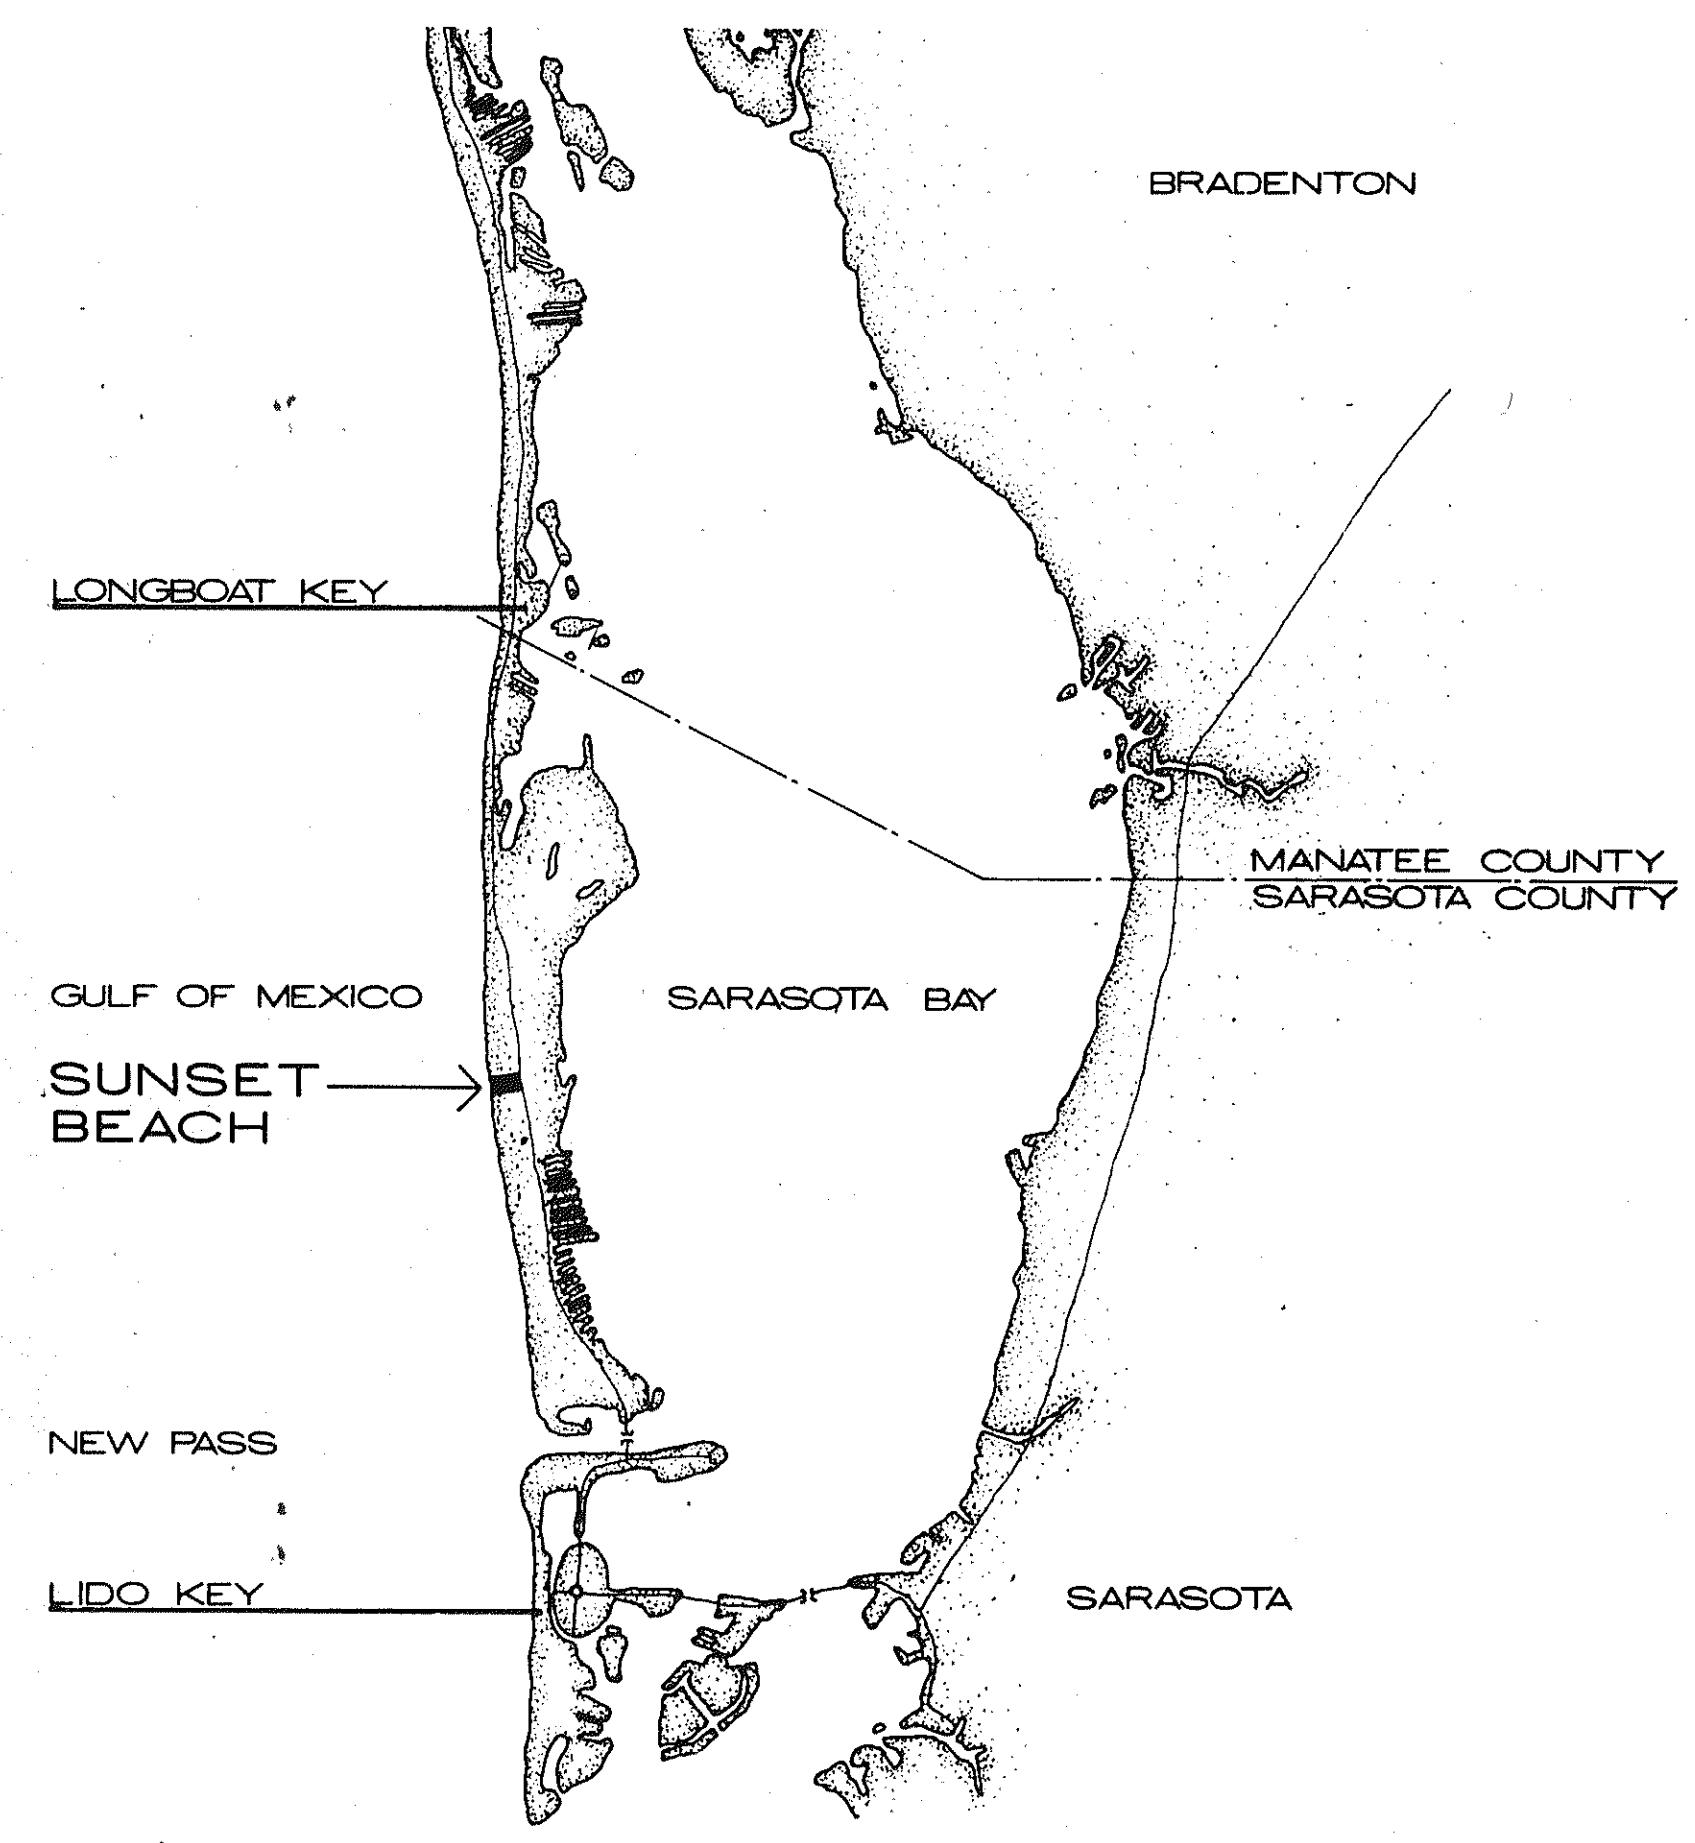 BRADENTON
LONGBOAT KEY
MANATEE COUNTY
SARASOTA COUNTY
GULF OF MEXICO
SARASOTA BAY
SUNSET
BEACH
NEW PASS
LIDO KEY
SARASOTA